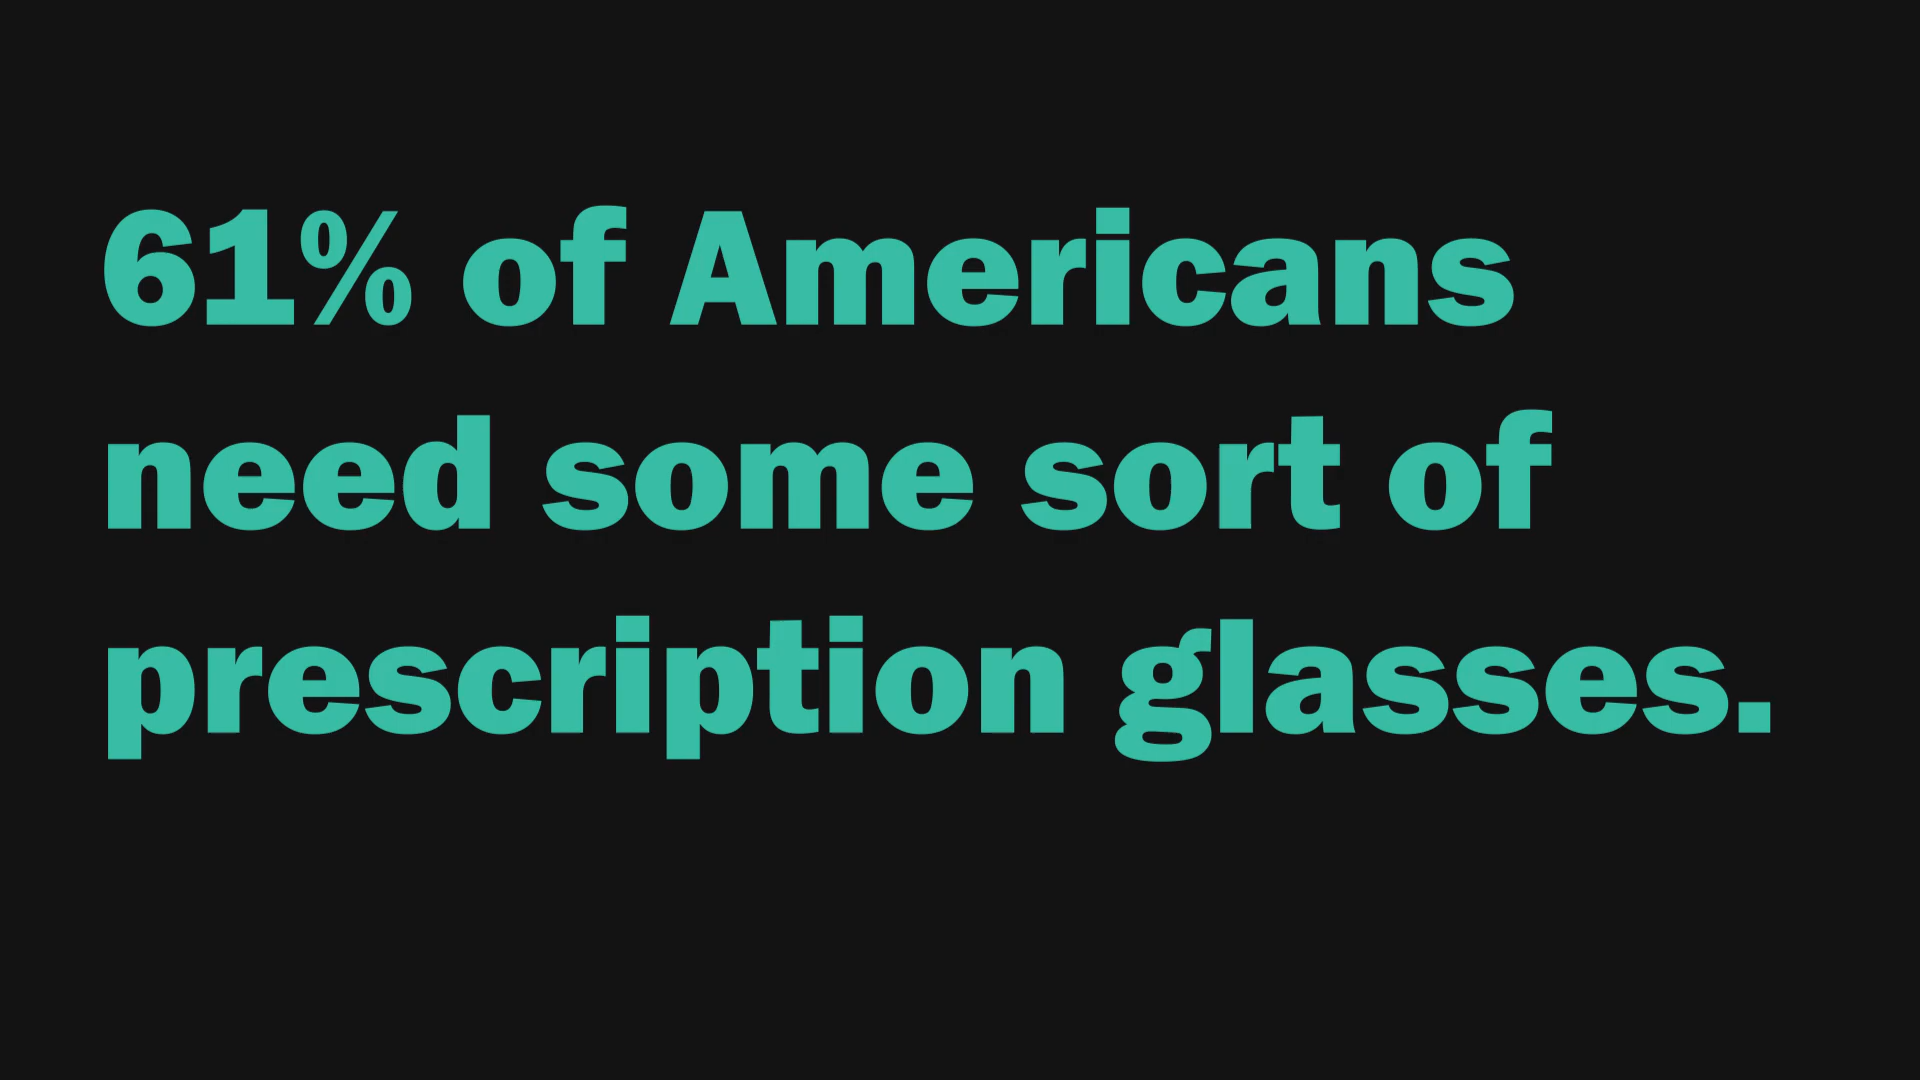 61% of Americans
need some sort of
prescription glasses.